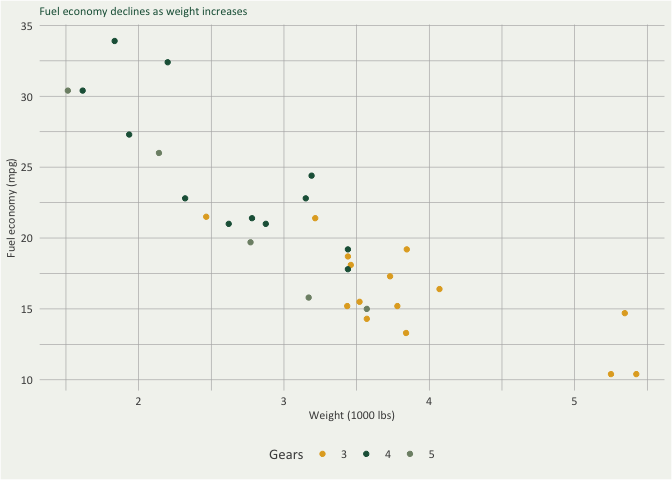 Fuel economy declines as weight increases
35
30
25
20
15
10
Fuel economy (mpg)
2 3 4 5
Weight (1000 lbs)
Gears 3 4 5